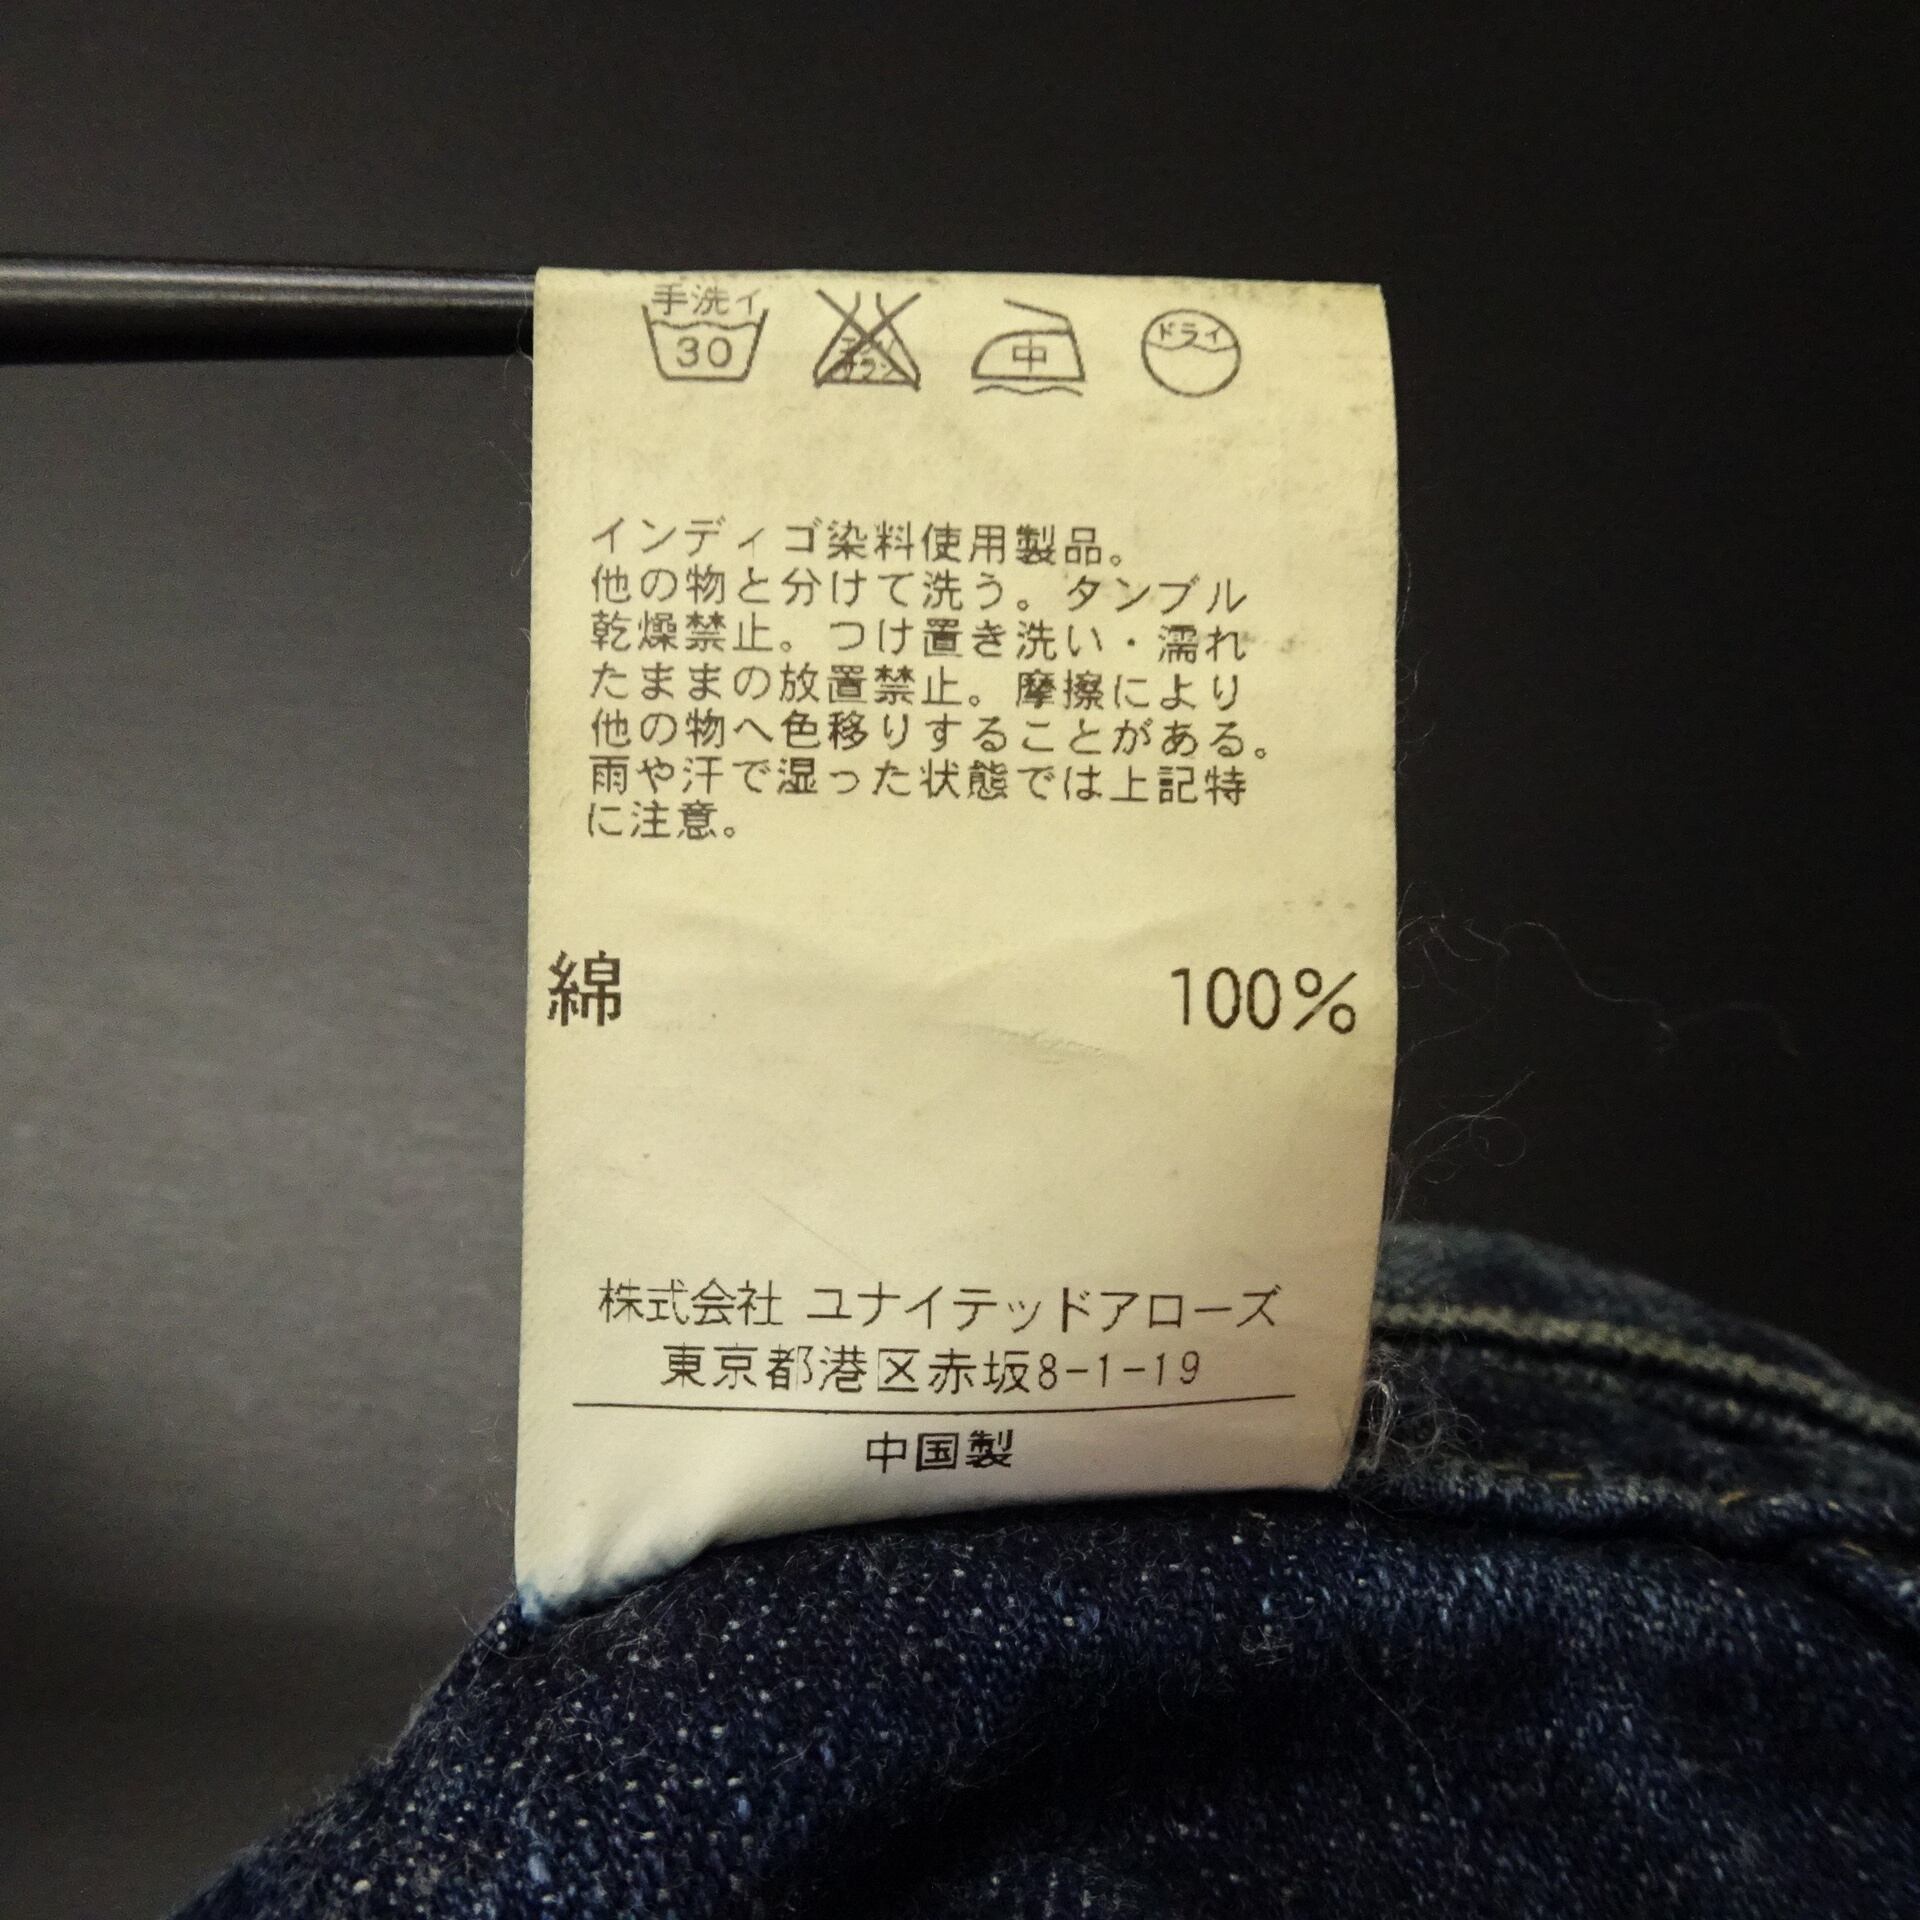 手洗イ
30
エンソ
サラシ
中
ドライ
インディゴ染料使用製品。
他の物と分けて洗う。タンブル
乾燥禁止。つけ置き洗い・濡れ
たままの放置禁止。摩擦により
他の物へ色移りすることがある。
雨や汗で湿った状態では上記特
に注意。
綿 100%
株式会社 ユナイテッドアローズ
東京都港区赤坂8-1-19
中国製